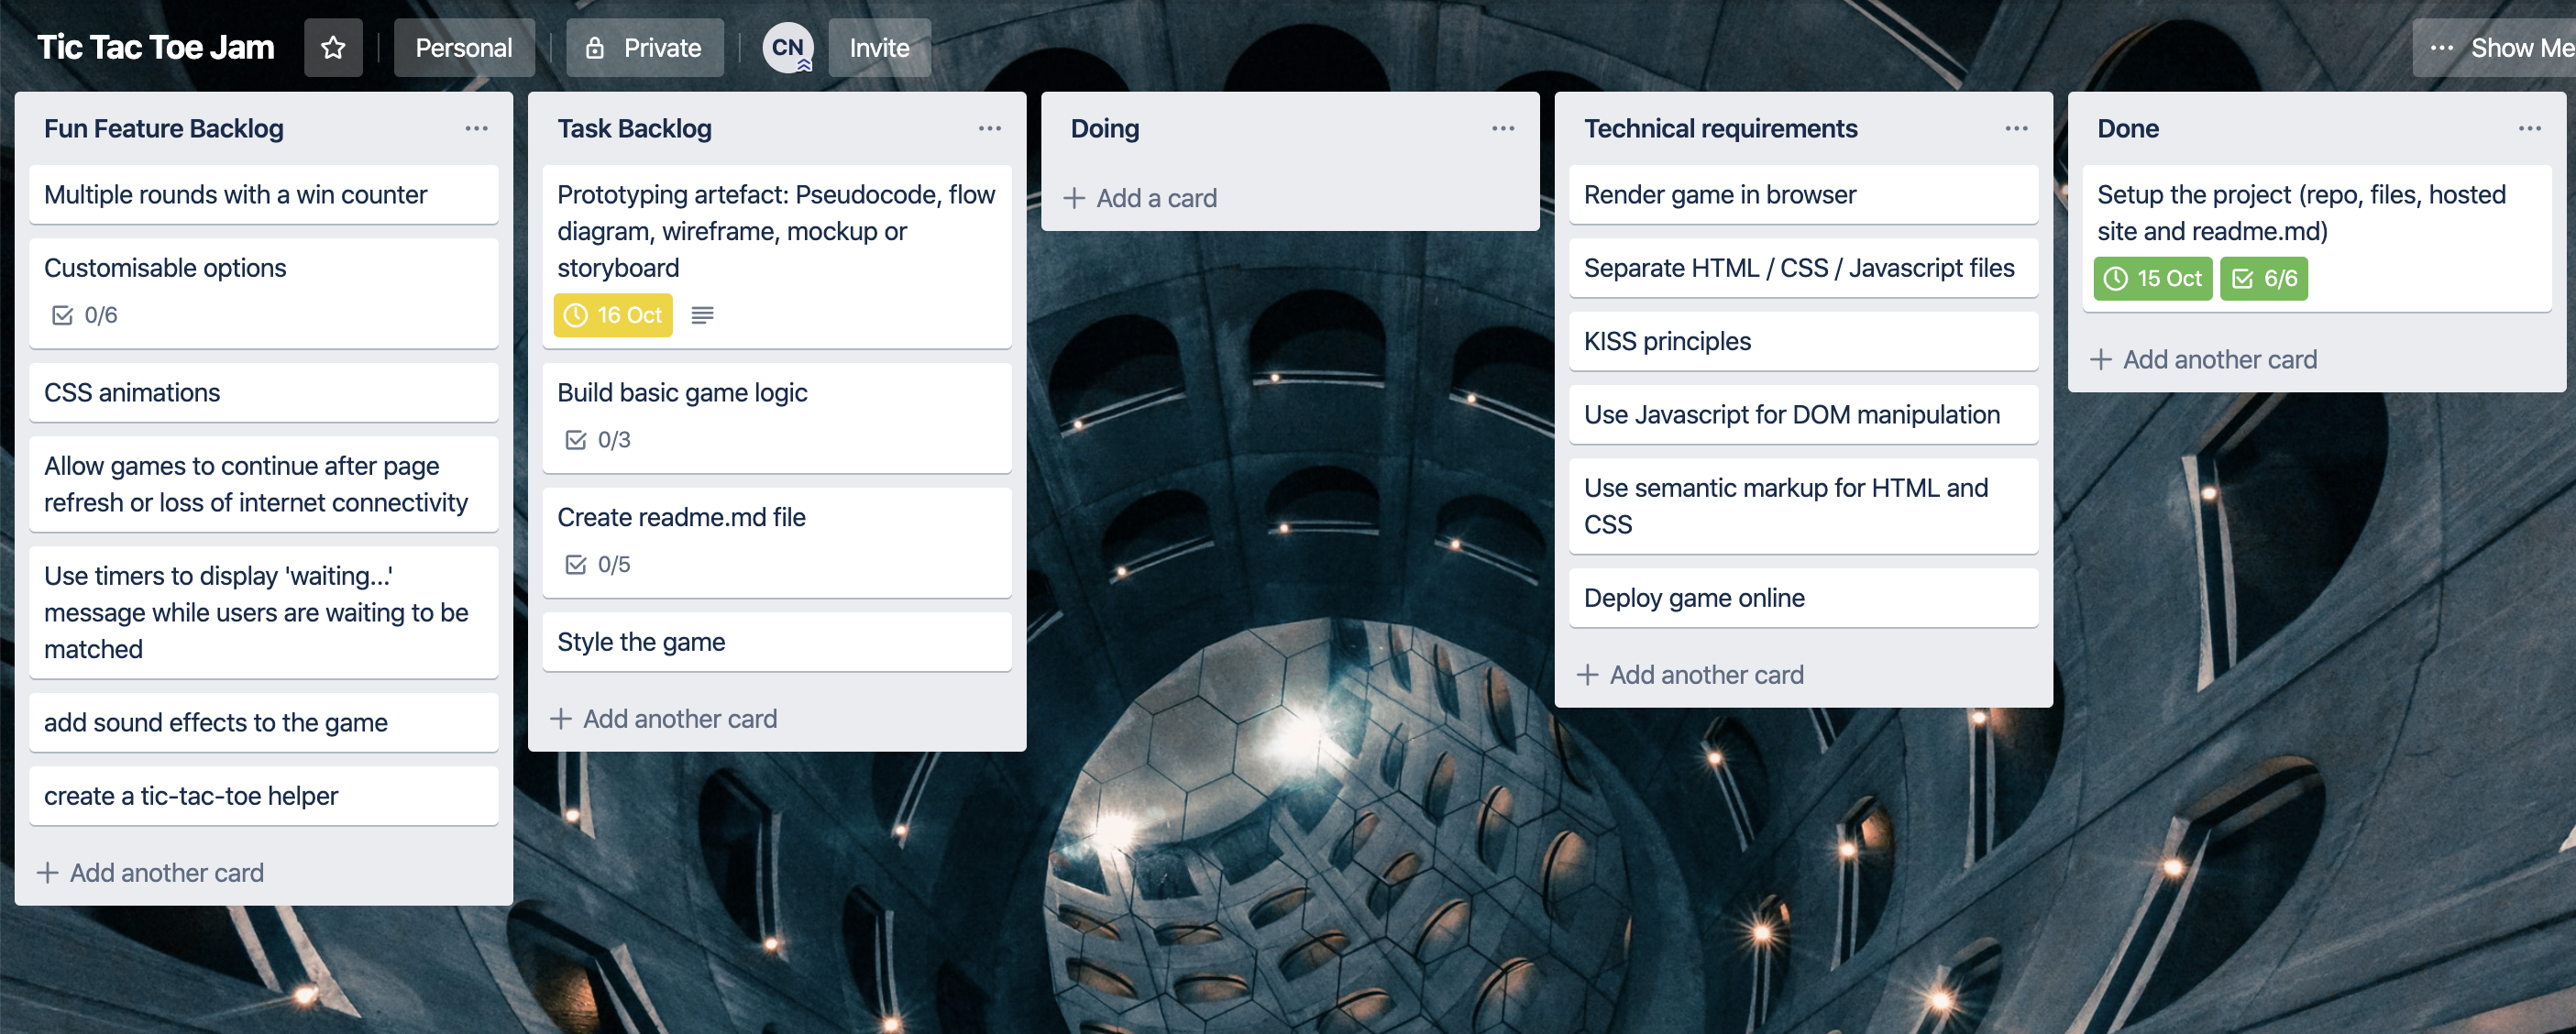 Tic Tac Toe Jam
Personal
Private
CN
Invite
... Show Me
Fun Feature Backlog
Multiple rounds with a win counter
Customisable options
0/6
CSS animations
Allow games to continue after page
refresh or loss of internet connectivity
Use timers to display 'waiting...'
message while users are waiting to be
matched
add sound effects to the game
create a tic-tac-toe helper
+ Add another card
Task Backlog
Prototyping artefact: Pseudocode, flow
diagram, wireframe, mockup or
storyboard
16 Oct
Build basic game logic
0/3
Create readme.md file
0/5
Style the game
+ Add another card
Doing
+ Add a card
Technical requirements
Render game in browser
Separate HTML / CSS / Javascript files
KISS principles
Use Javascript for DOM manipulation
Use semantic markup for HTML and
CSS
Deploy game online
+ Add another card
Done
Setup the project (repo, files, hosted
site and readme.md)
15 Oct 6/6
+ Add another card